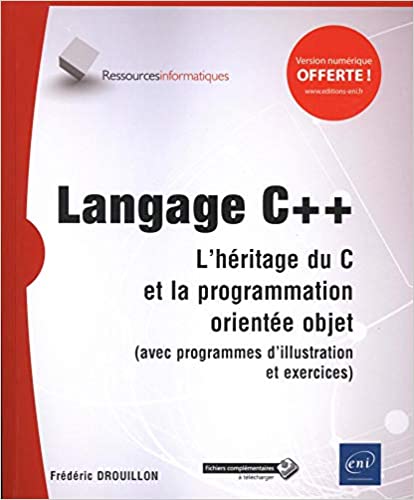 Ressourcesinformatiques
Version numérique
OFFERTE !
www.editions-eni.fr
Langage C++
L'héritage du C
et la programmation
orientée objet
(avec programmes d'illustration
et exercices)
Frédéric DROUILLON
Fichiers complémentaires
à télécharger
eni